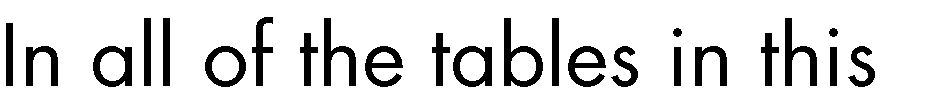 In all of the tables in this